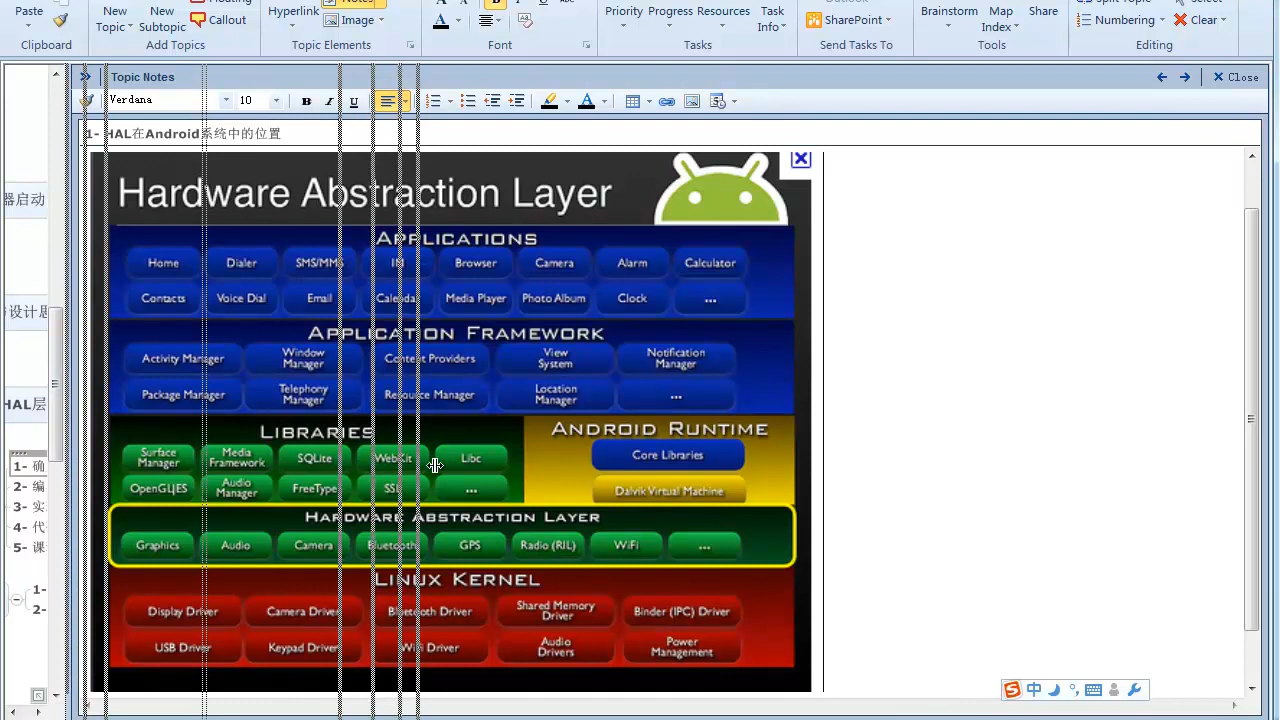 Paste
New Topic
New Subtopic
Floating
Callout
Hyperlink
Notes
Image
Priority
Progress
Resources
Task Info
SharePoint
Brainstorm
Map Index
Share
Split Topic
Numbering
Clear
Clipboard
Add Topics
Topic Elements
Font
Tasks
Send Tasks To
Tools
Editing
Topic Notes
Close
Verdana
10
B I U
1- HAL在Android系统中的位置
Hardware Abstraction Layer
APPLICATIONS
Home Dialer SMS/MMS IM Browser Camera Alarm Calculator
Contacts Voice Dial Email Calendar Media Player Photo Album Clock ...
APPLICATION FRAMEWORK
Activity Manager Window Manager Content Providers View System Notification Manager
Package Manager Telephony Manager Resource Manager Location Manager ...
LIBRARIES
Surface Manager Media Framework SQLite WebKit Libc
OpenGL|ES Audio Manager FreeType SSL ...
ANDROID RUNTIME
Core Libraries
Dalvik Virtual Machine
HARDWARE ABSTRACTION LAYER
Graphics Audio Camera Bluetooth GPS Radio (RIL) WiFi ...
LINUX KERNEL
Display Driver Camera Driver Bluetooth Driver Shared Memory Driver Binder (IPC) Driver
USB Driver Keypad Driver WiFi Driver Audio Drivers Power Management
器启动
设计思
HAL层
1- 确
2- 编
3- 实
4- 代
5- 课
1-
2-
中